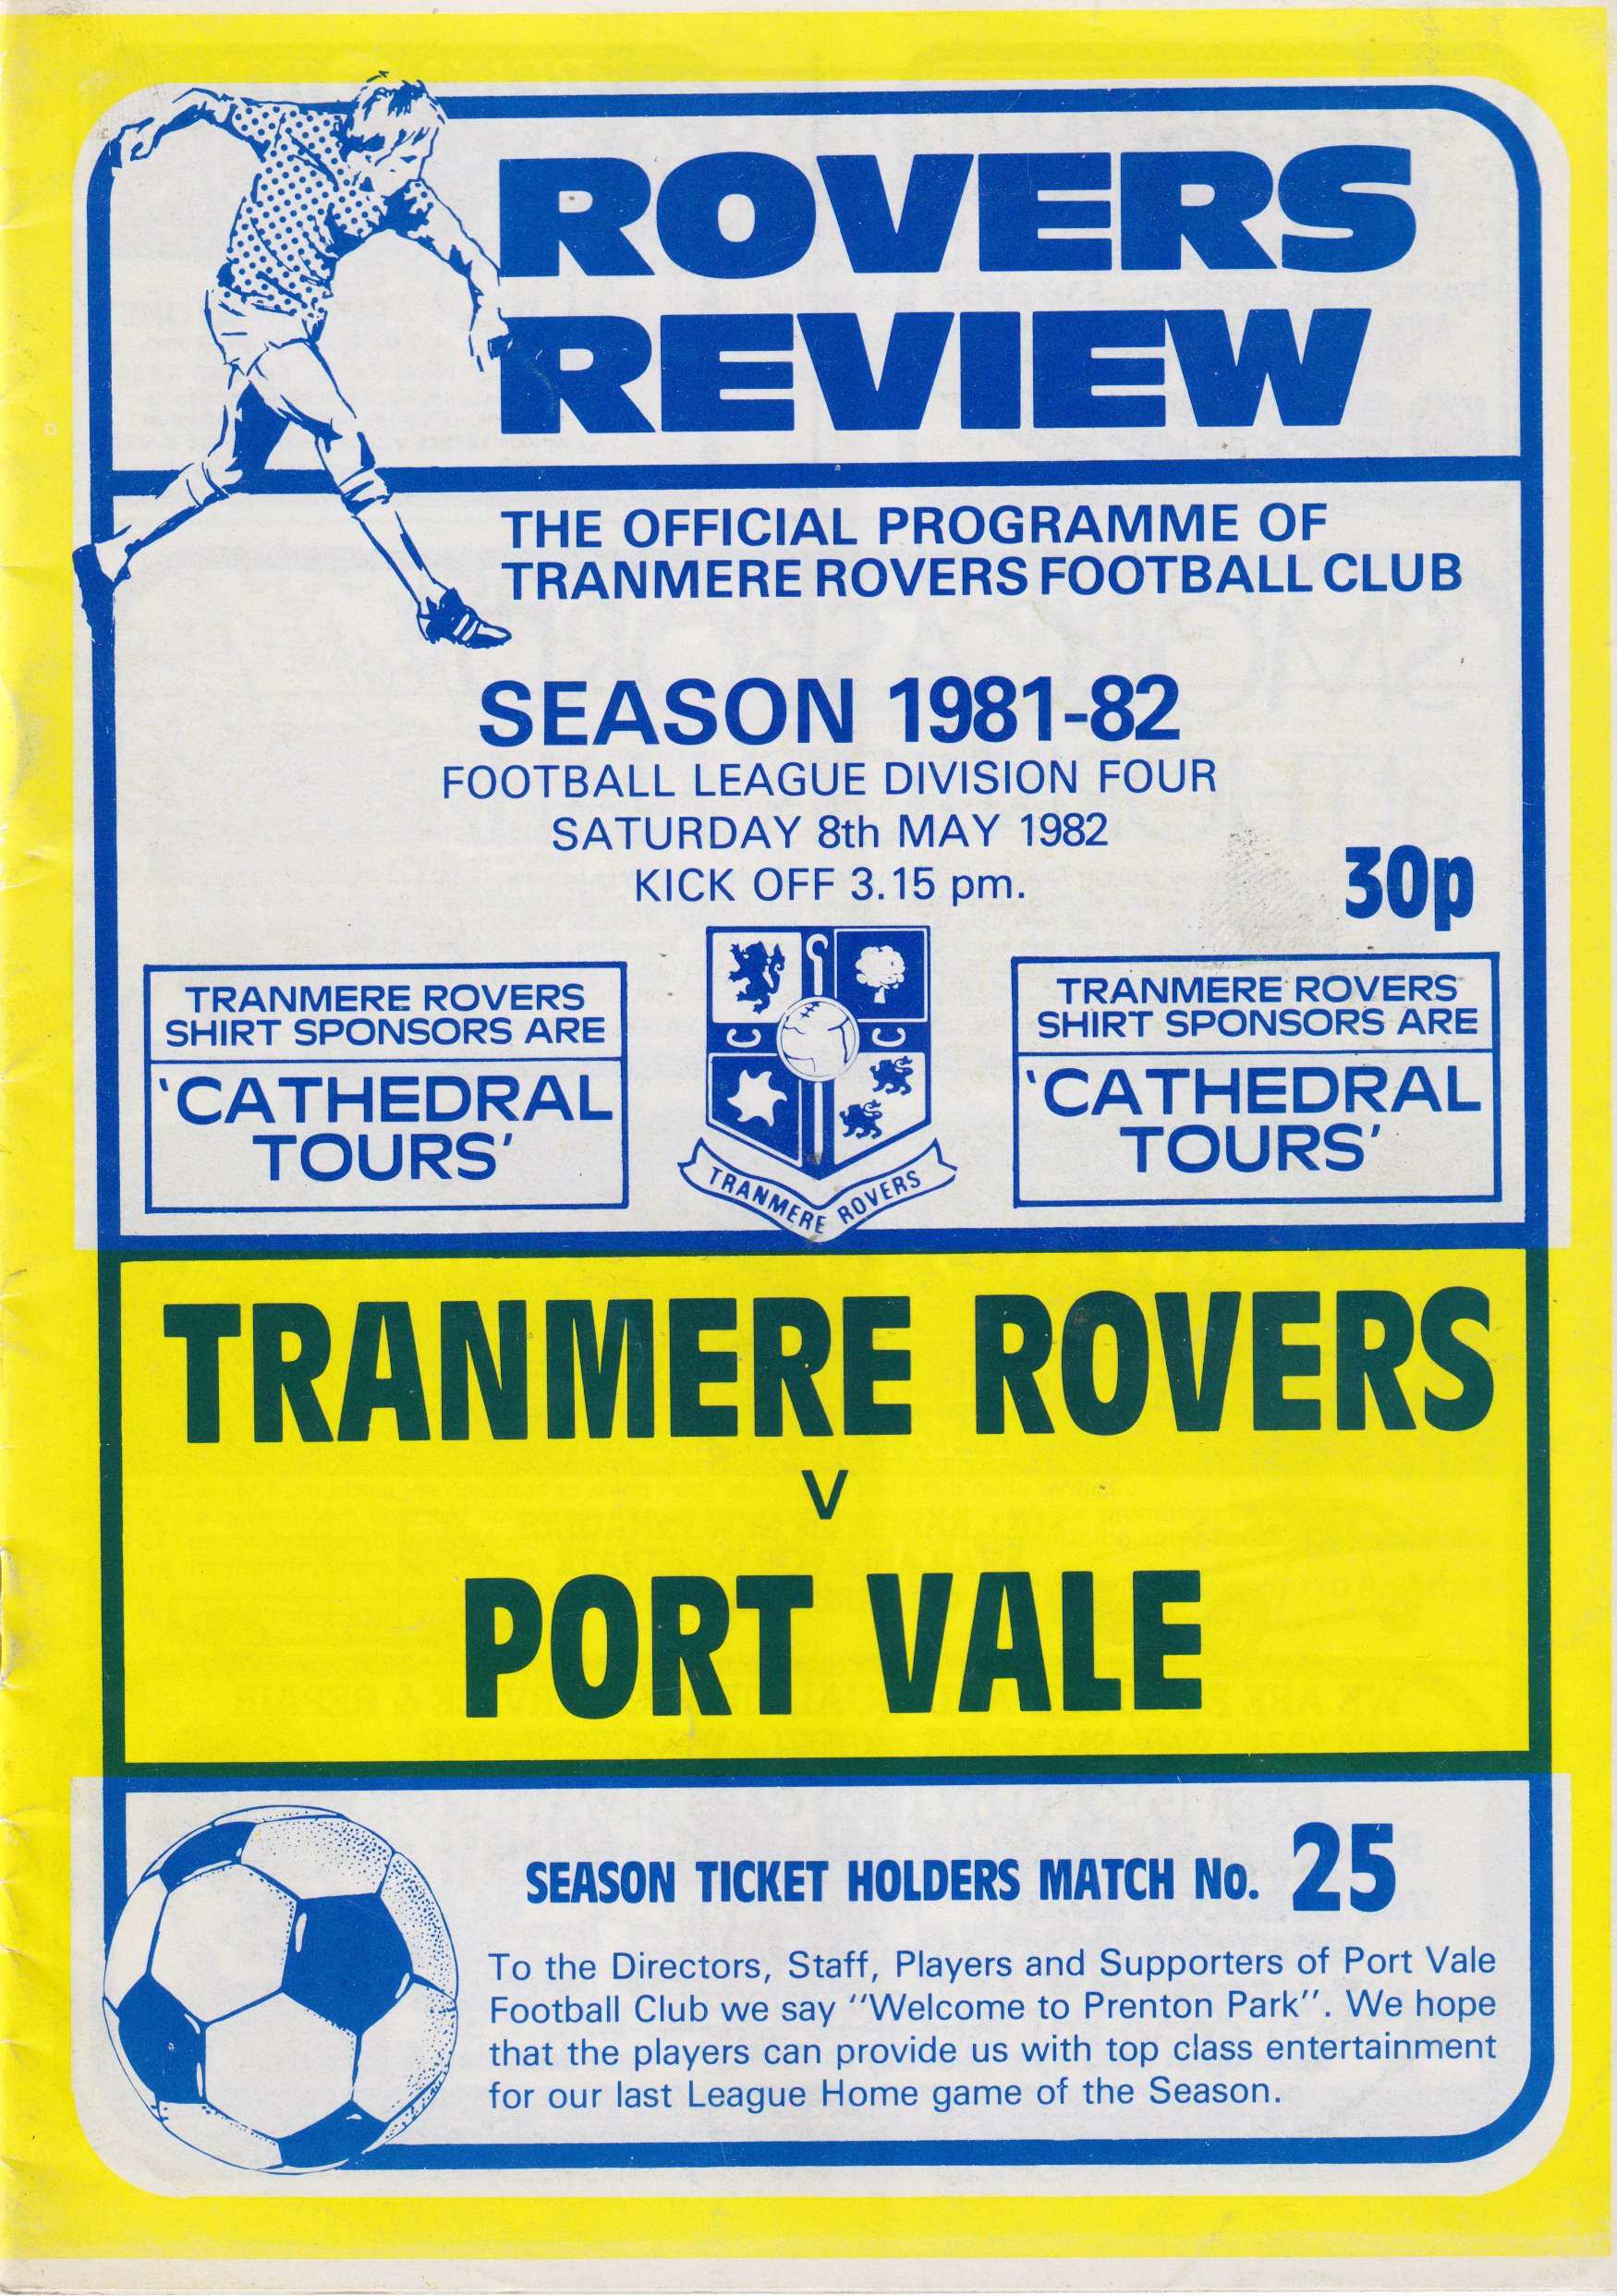 ROVERS
REVIEW
THE OFFICIAL PROGRAMME OF
TRANMERE ROVERS FOOTBALL CLUB
SEASON 1981-82
FOOTBALL LEAGUE DIVISION FOUR
SATURDAY 8th MAY 1982
KICK OFF 3.15 pm.
30p
TRANMERE ROVERS
SHIRT SPONSORS ARE
'CATHEDRAL
TOURS'
C C
TRANMERE ROVERS
TRANMERE ROVERS
SHIRT SPONSORS ARE
'CATHEDRAL
TOURS'
TRANMERE ROVERS
V
PORT VALE
SEASON TICKET HOLDERS MATCH No. 25
To the Directors, Staff, Players and Supporters of Port Vale
Football Club we say ''Welcome to Prenton Park''. We hope
that the players can provide us with top class entertainment
for our last League Home game of the Season.